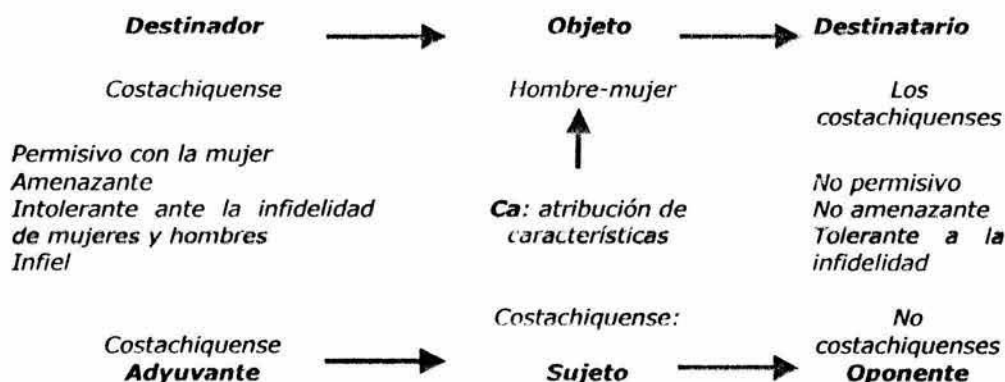 Destinador Objeto Destinatario
Costachiquense Hombre-mujer Los
costachiquenses
Permisivo con la mujer
Amenazante
Intolerante ante la infidelidad
de mujeres y hombres
Infiel
Ca: atribución de
características
No permisivo
No amenazante
Tolerante a la
infidelidad
Costachiquense
Adyuvante
Costachiquense:
Sujeto
No
costachiquenses
Oponente